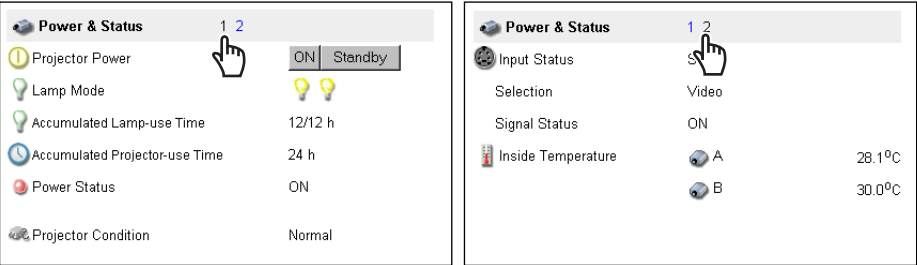 Power & Status 1 2
Projector Power ON Standby
Lamp Mode
Accumulated Lamp-use Time 12/12 h
Accumulated Projector-use Time 24 h
Power Status ON
Projector Condition Normal
Power & Status 1 2
Input Status
Selection Video
Signal Status ON
Inside Temperature A 28.1⁰C
B 30.0⁰C